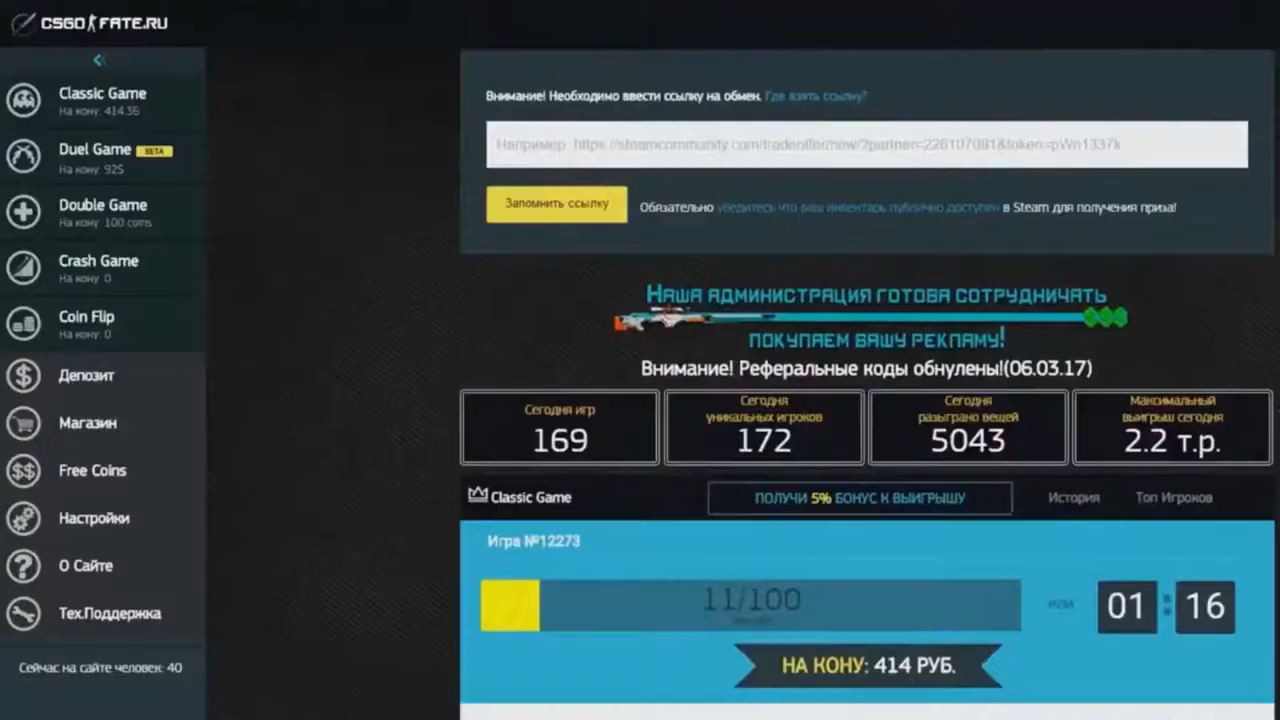 CSGO FATE.RU
Classic Game
На кону: 414.36
Duel Game BETA
На кону: 925
Double Game
На кону: 100 coins
Crash Game
На кону: 0
Coin Flip
На кону: 0
Депозит
Магазин
Free Coins
Настройки
О Сайте
Тех.Поддержка
Сейчас на сайте человек: 40
Внимание! Необходимо ввести ссылку на обмен. Где взять ссылку?
Например https://steamcommunity.com/tradeoffer/new/?partner=226107091&token=pWn1337k
Запомнить ссылку
Обязательно убедитесь что ваш инвентарь публично доступен в Steam для получения приза!
Наша администрация готова сотрудничать
покупаем вашу рекламу!
Внимание! Реферальные коды обнулены!(06.03.17)
Сегодня игр
169
Сегодня
уникальных игроков
172
Сегодня
разыграно вещей
5043
Максимальный
выигрыш сегодня
2.2 т.р.
Classic Game
ПОЛУЧИ 5% БОНУС К ВЫИГРЫШУ
История
Топ Игроков
Игра №12273
11/100
или
01 : 16
НА КОНУ: 414 РУБ.